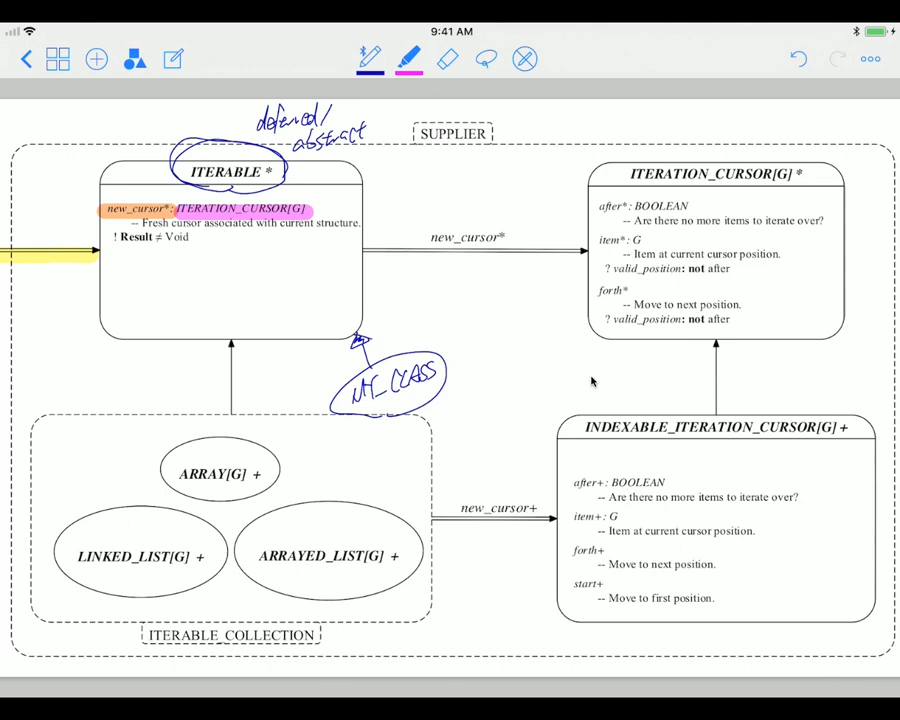 9:41 AM
deferred/
abstract
SUPPLIER
ITERABLE *
new_cursor*: ITERATION_CURSOR[G]
-- Fresh cursor associated with current structure.
! Result ≠ Void
new_cursor*
ITERATION_CURSOR[G] *
after*: BOOLEAN
-- Are there no more items to iterate over?
item*: G
-- Item at current cursor position.
? valid_position: not after
forth*
-- Move to next position.
? valid_position: not after
MY_CLASS
ARRAY[G] +
LINKED_LIST[G] +
ARRAYED_LIST[G] +
ITERABLE_COLLECTION
new_cursor+
INDEXABLE_ITERATION_CURSOR[G] +
after+: BOOLEAN
-- Are there no more items to iterate over?
item+: G
-- Item at current cursor position.
forth+
-- Move to next position.
start+
-- Move to first position.